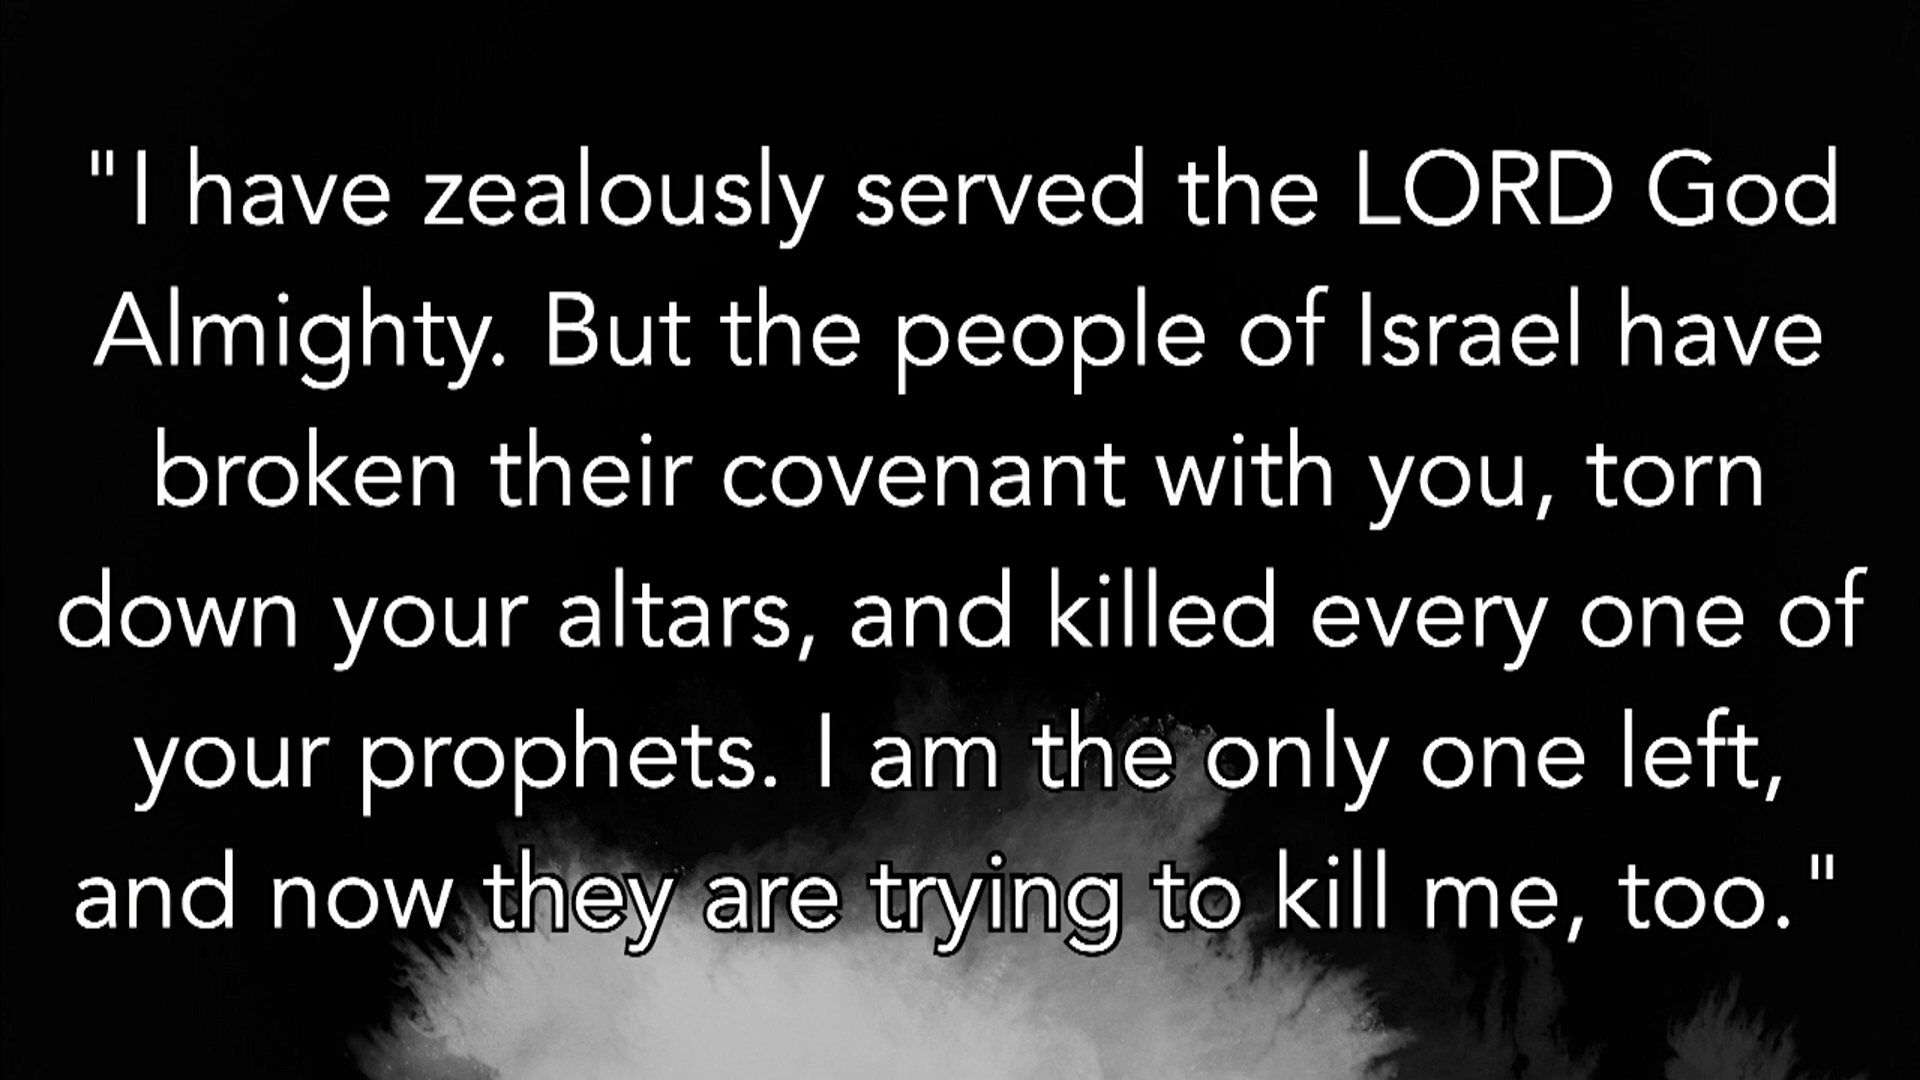 "I have zealously served the LORD God
Almighty. But the people of Israel have
broken their covenant with you, torn
down your altars, and killed every one of
your prophets. I am the only one left,
and now they are trying to kill me, too."